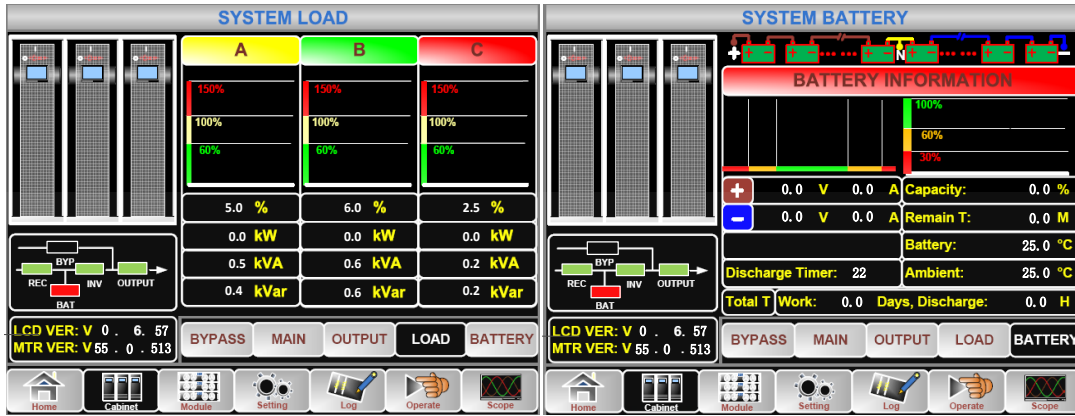 SYSTEM LOAD
A B C
150% 150% 150%
100% 100% 100%
60% 60% 60%
5.0 % 6.0 % 2.5 %
0.0 kW 0.0 kW 0.0 kW
0.5 kVA 0.6 kVA 0.2 kVA
0.4 kVar 0.6 kVar 0.2 kVar
BYP
REC INV OUTPUT
BAT
LCD VER: V 0 . 6. 57
MTR VER: V 55 . 0 . 513
BYPASS MAIN OUTPUT LOAD BATTERY
Home Cabinet Module Setting Log Operate Scope
SYSTEM BATTERY
+ + - + - + - N + - + - + - -
BATTERY INFORMATION
100%
60%
30%
+ 0.0 V 0.0 A Capacity: 0.0 %
- 0.0 V 0.0 A Remain T: 0.0 M
Battery: 25.0 °C
Discharge Timer: 22 Ambient: 25.0 °C
Total T Work: 0.0 Days, Discharge: 0.0 H
BYP
REC INV OUTPUT
BAT
LCD VER: V 0 . 6. 57
MTR VER: V 55 . 0 . 513
BYPASS MAIN OUTPUT LOAD BATTERY
Home Cabinet Module Setting Log Operate Scope